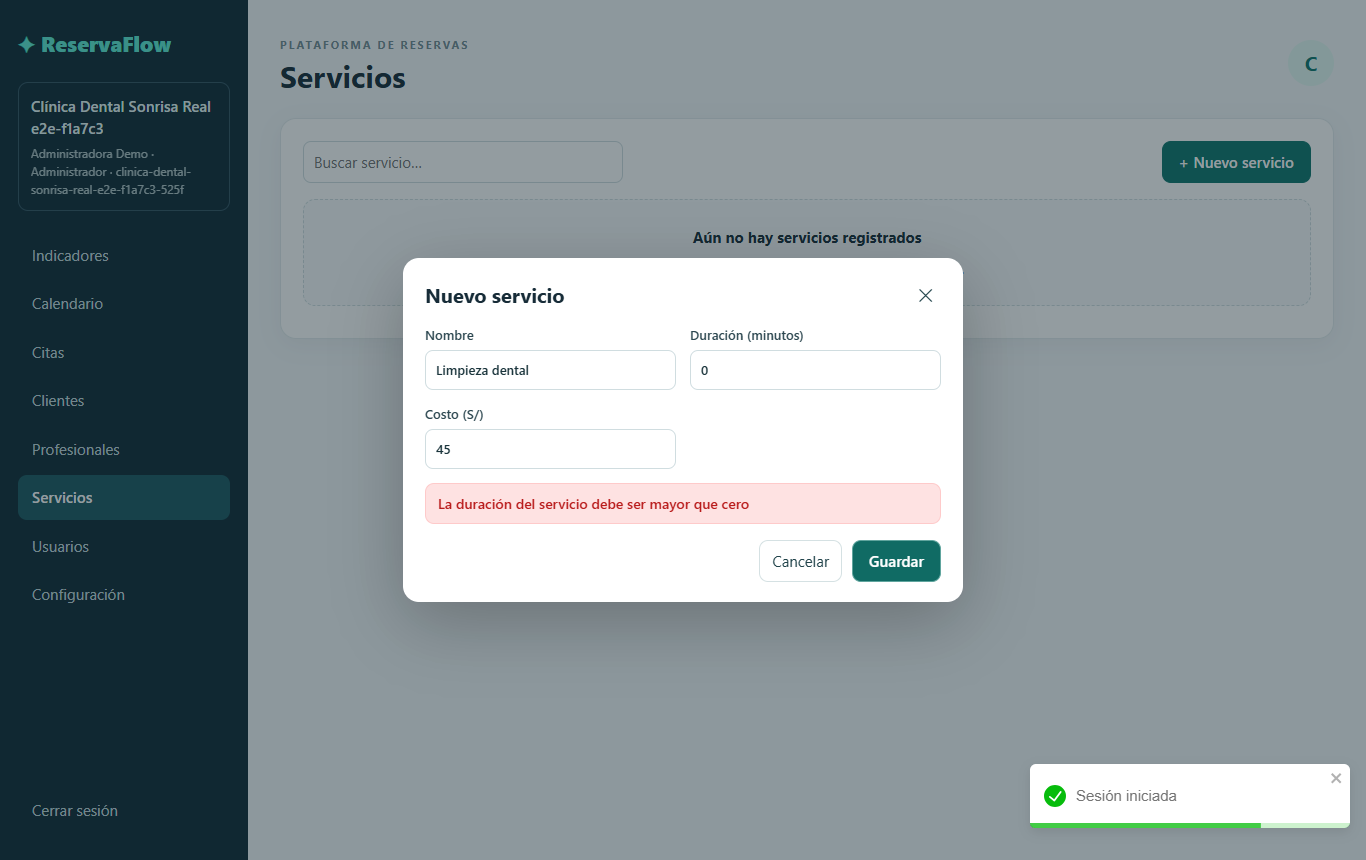 ✦ ReservaFlow
Clínica Dental Sonrisa Real
e2e-f1a7c3
Administradora Demo ·
Administrador · clinica-dental-
sonrisa-real-e2e-f1a7c3-525f
Indicadores
Calendario
Citas
Clientes
Profesionales
Servicios
Usuarios
Configuración
Cerrar sesión
PLATAFORMA DE RESERVAS
Servicios
C
Buscar servicio...
+ Nuevo servicio
Aún no hay servicios registrados
Nuevo servicio
Nombre
Duración (minutos)
Limpieza dental
0
Costo (S/)
45
La duración del servicio debe ser mayor que cero
Cancelar
Guardar
Sesión iniciada